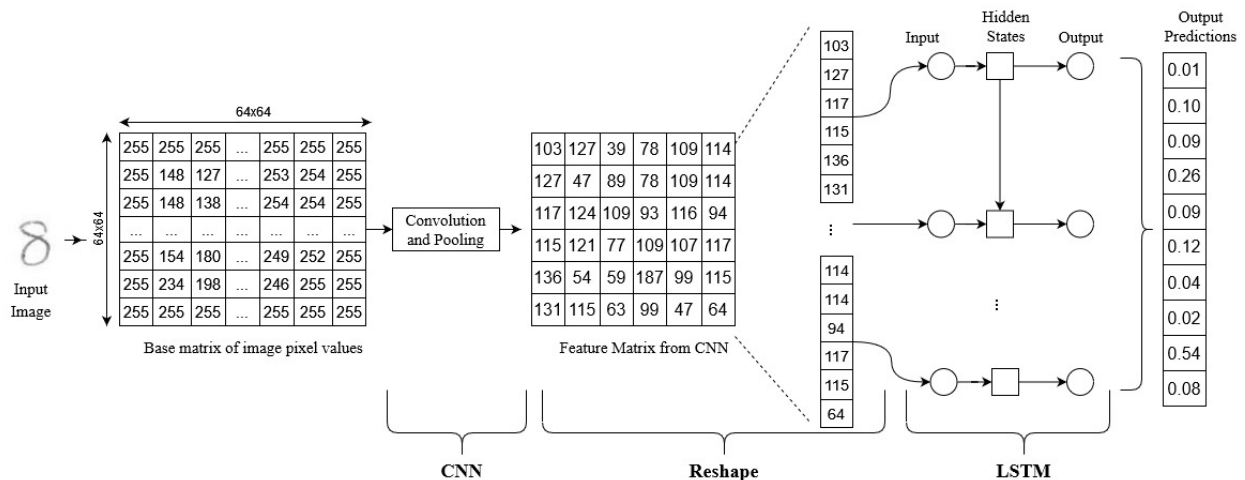 8
Input
Image
64x64
64x64
255 255 255 ... 255 255 255
255 148 127 ... 253 254 255
255 148 138 ... 254 254 255
... ... ... ... ... ... ...
255 154 180 ... 249 252 255
255 234 198 ... 246 255 255
255 255 255 ... 255 255 255
Base matrix of image pixel values
Convolution
and Pooling
103 127 39 78 109 114
127 47 89 78 109 114
117 124 109 93 116 94
115 121 77 109 107 117
136 54 59 187 99 115
131 115 63 99 47 64
Feature Matrix from CNN
103
127
117
115
136
131
...
114
114
94
117
115
64
Input
Hidden
States
Output
...
Output
Predictions
0.01
0.10
0.09
0.26
0.09
0.12
0.04
0.02
0.54
0.08
CNN
Reshape
LSTM